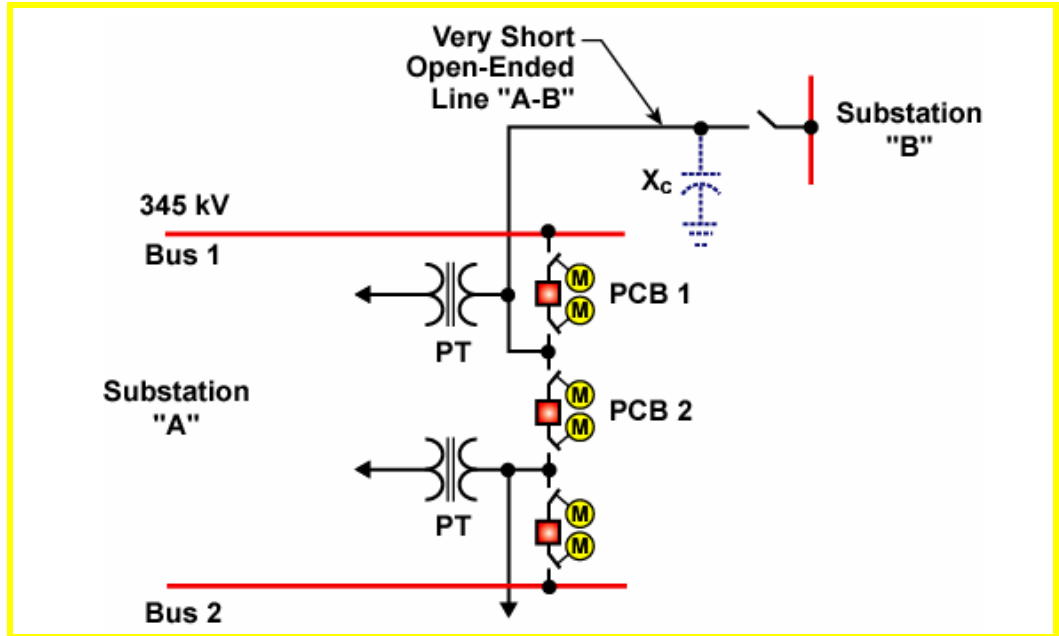 Very Short
Open-Ended
Line "A-B"
Substation
"B"
Xc
345 kV
Bus 1
M
M
PCB 1
PT
Substation
"A"
M
M
PCB 2
PT
M
M
Bus 2